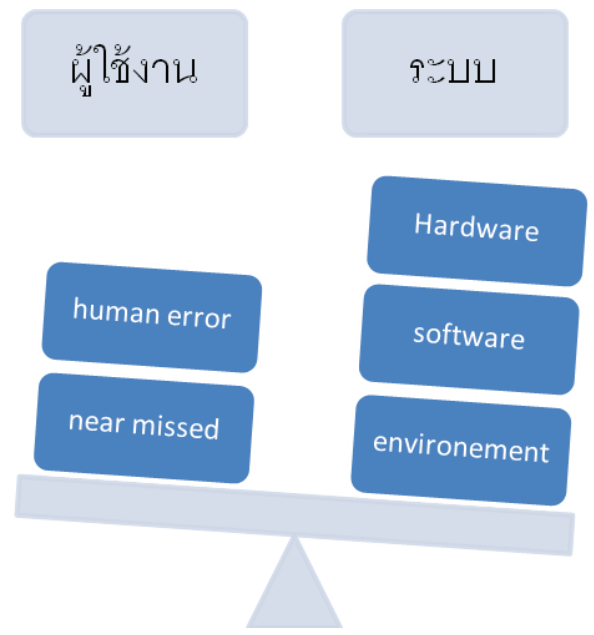 ผู้ใช้งาน
ระบบ
Hardware
human error
software
near missed
environement